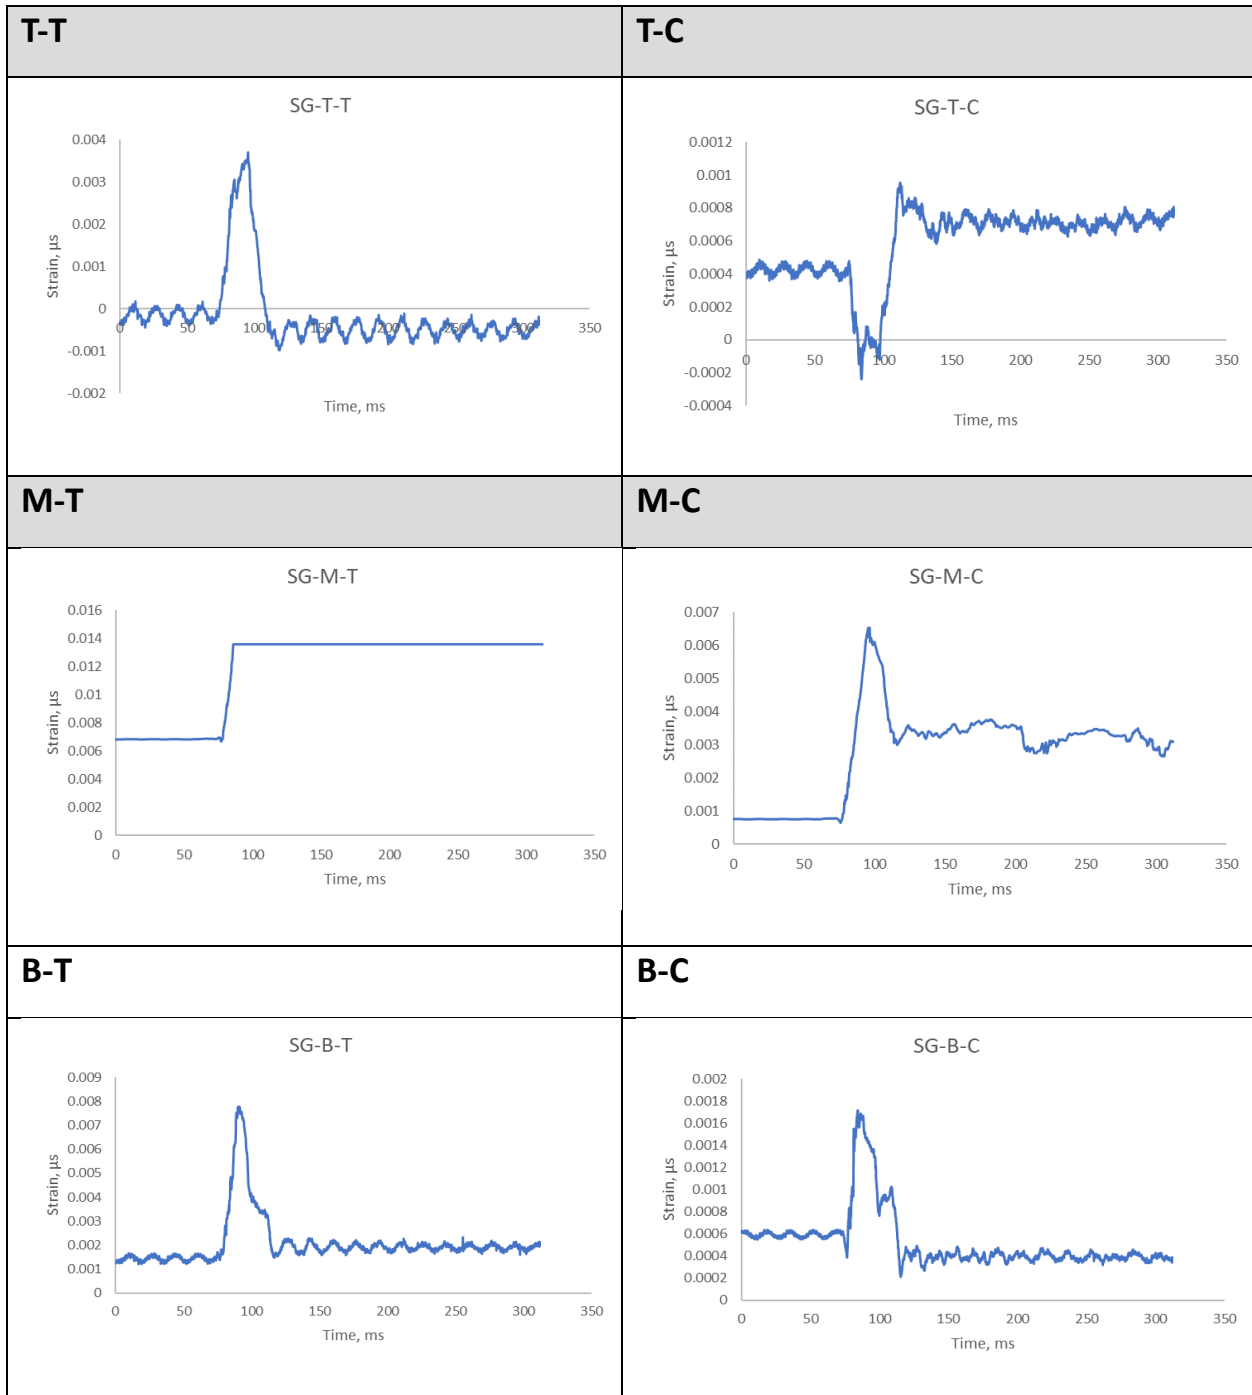 T-T
T-C
SG-T-T
0.004
0.003
0.002
0.001
0
-0.001
-0.002
0 50 100 150 200 250 300 350
Strain, µs
Time, ms
SG-T-C
0.0012
0.001
0.0008
0.0006
0.0004
0.0002
0
-0.0002
-0.0004
0 50 100 150 200 250 300 350
Strain, µs
Time, ms
M-T
M-C
SG-M-T
0.016
0.014
0.012
0.01
0.008
0.006
0.004
0.002
0
0 50 100 150 200 250 300 350
Strain, µs
Time, ms
SG-M-C
0.007
0.006
0.005
0.004
0.003
0.002
0.001
0
0 50 100 150 200 250 300 350
Strain, µs
Time, ms
B-T
B-C
SG-B-T
0.009
0.008
0.007
0.006
0.005
0.004
0.003
0.002
0.001
0
0 50 100 150 200 250 300 350
Strain, µs
Time, ms
SG-B-C
0.002
0.0018
0.0016
0.0014
0.0012
0.001
0.0008
0.0006
0.0004
0.0002
0
0 50 100 150 200 250 300 350
Strain, µs
Time, ms